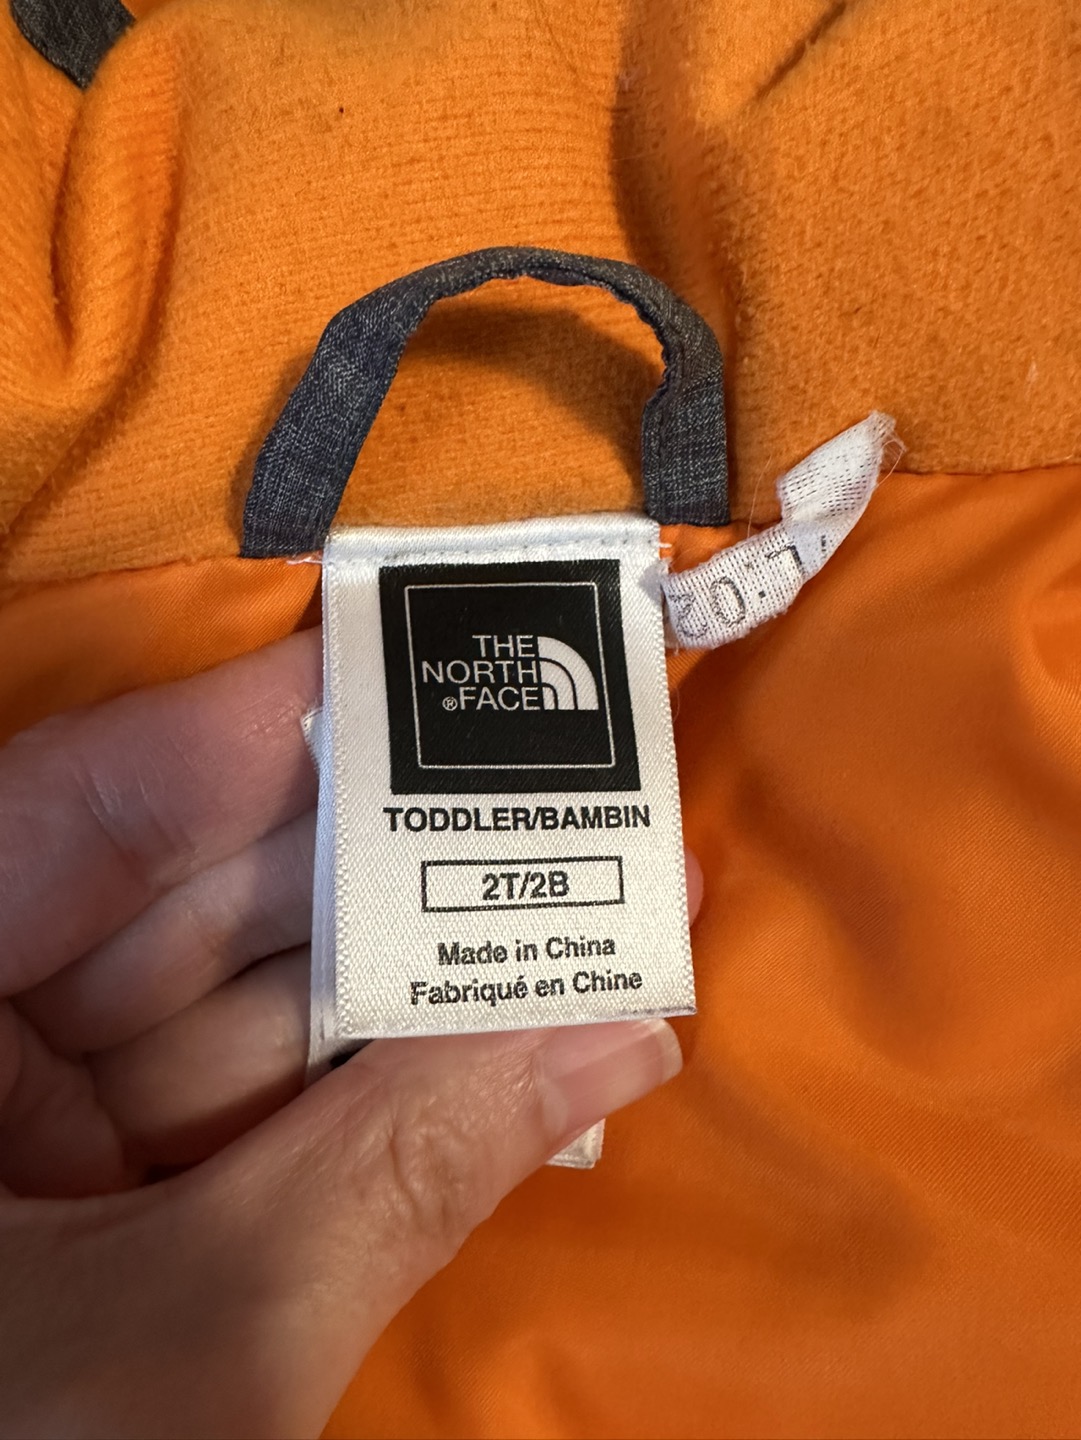 THE
NORTH
®FACE
TODDLER/BAMBIN
2T/2B
Made in China
Fabriqué en Chine